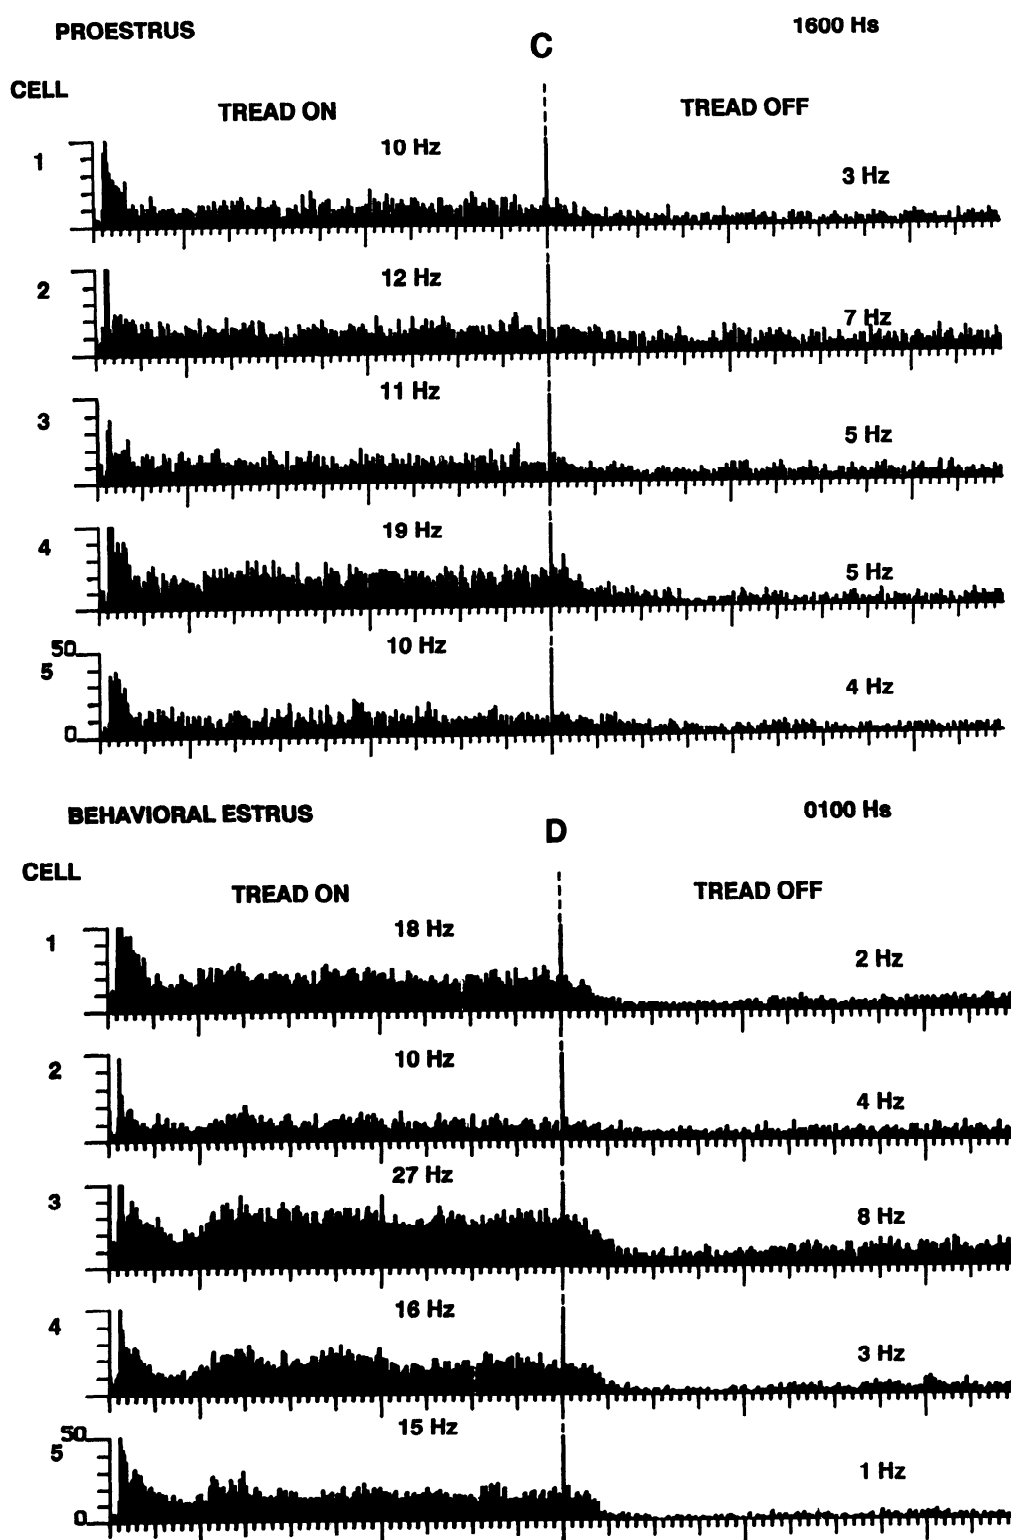 PROESTRUS
1600 Hs
C
CELL
TREAD ON
TREAD OFF
1
10 Hz
3 Hz
2
12 Hz
7 Hz
3
11 Hz
5 Hz
4
19 Hz
5 Hz
50
5
10 Hz
4 Hz
0
BEHAVIORAL ESTRUS
0100 Hs
D
CELL
TREAD ON
TREAD OFF
1
18 Hz
2 Hz
2
10 Hz
4 Hz
3
27 Hz
8 Hz
4
16 Hz
3 Hz
50
5
15 Hz
1 Hz
0